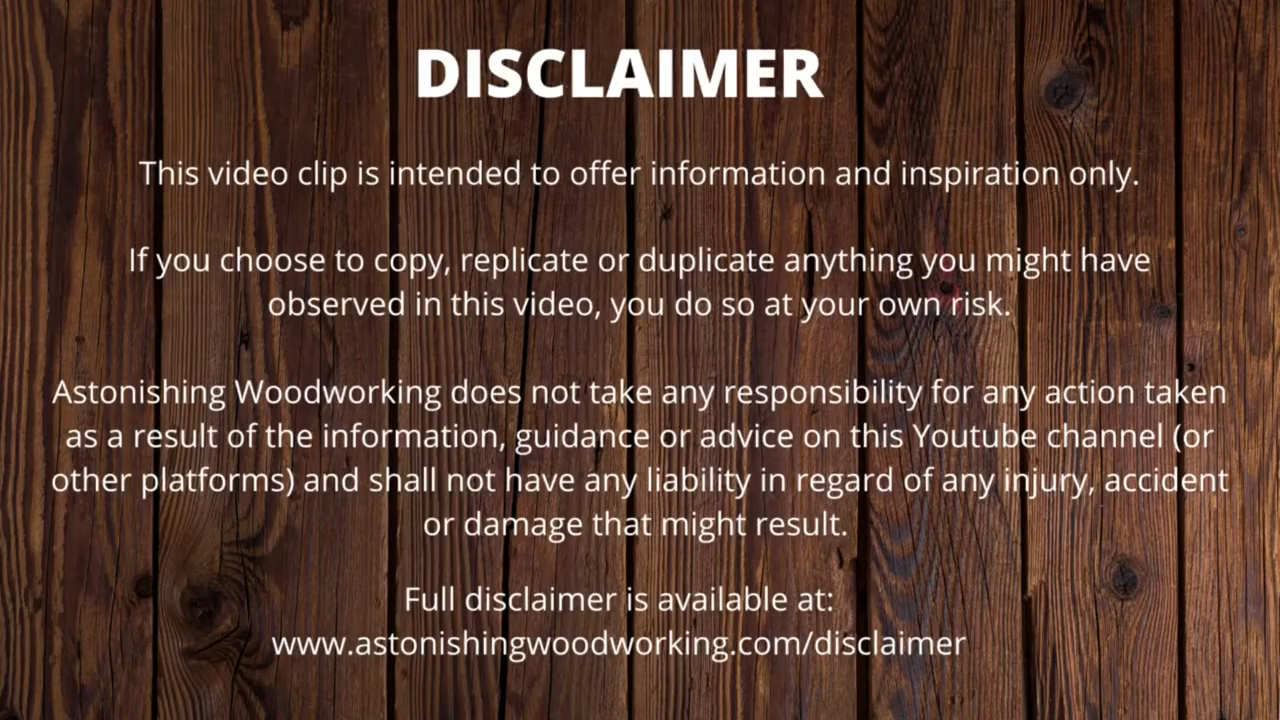 DISCLAIMER
This video clip is intended to offer information and inspiration only.
If you choose to copy, replicate or duplicate anything you might have
observed in this video, you do so at your own risk.
Astonishing Woodworking does not take any responsibility for any action taken
as a result of the information, guidance or advice on this Youtube channel (or
other platforms) and shall not have any liability in regard of any injury, accident
or damage that might result.
Full disclaimer is available at:
www.astonishingwoodworking.com/disclaimer